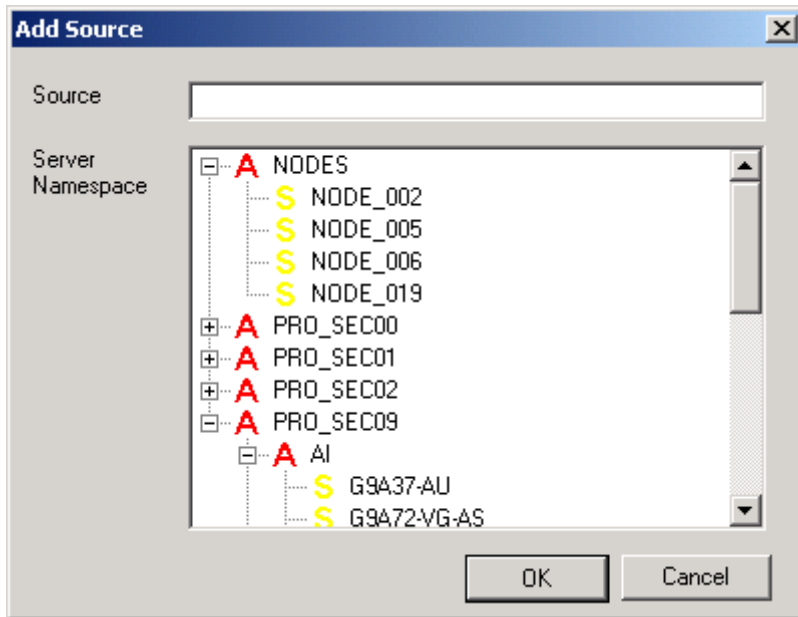 Add Source
Source
Server
Namespace
A NODES
S NODE_002
S NODE_005
S NODE_006
S NODE_019
A PRO_SEC00
A PRO_SEC01
A PRO_SEC02
A PRO_SEC09
A AI
S G9A37-AU
S G9A72-VG-AS
OK Cancel